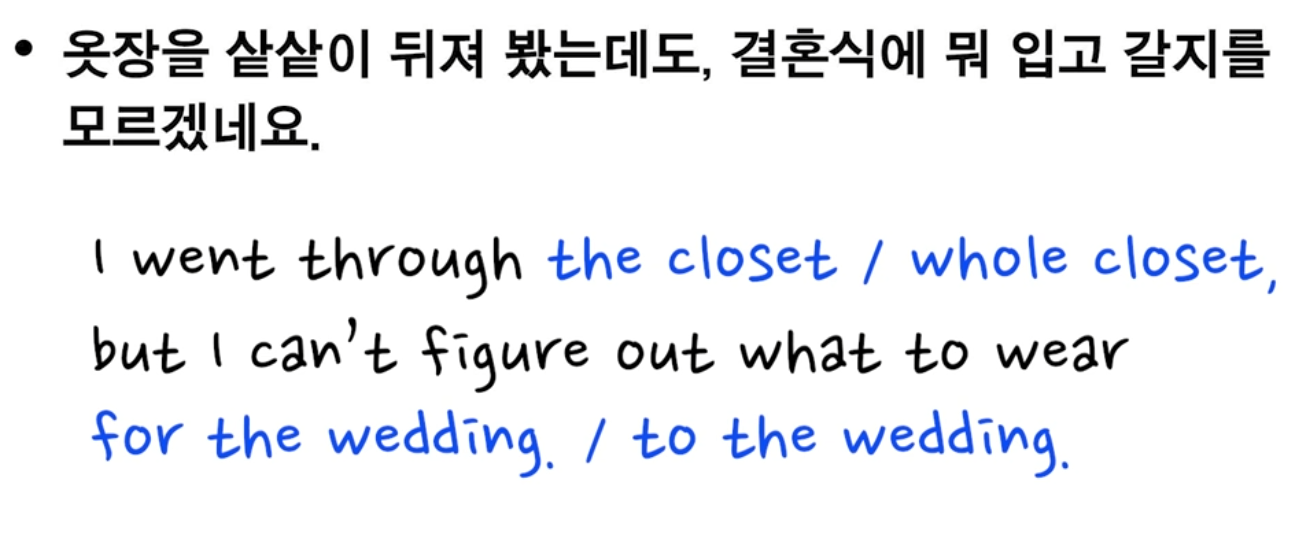 • 옷장을 샅샅이 뒤져 봤는데도, 결혼식에 뭐 입고 갈지를
모르겠네요.
I went through the closet / whole closet,
but I can't figure out what to wear
for the wedding. / to the wedding.